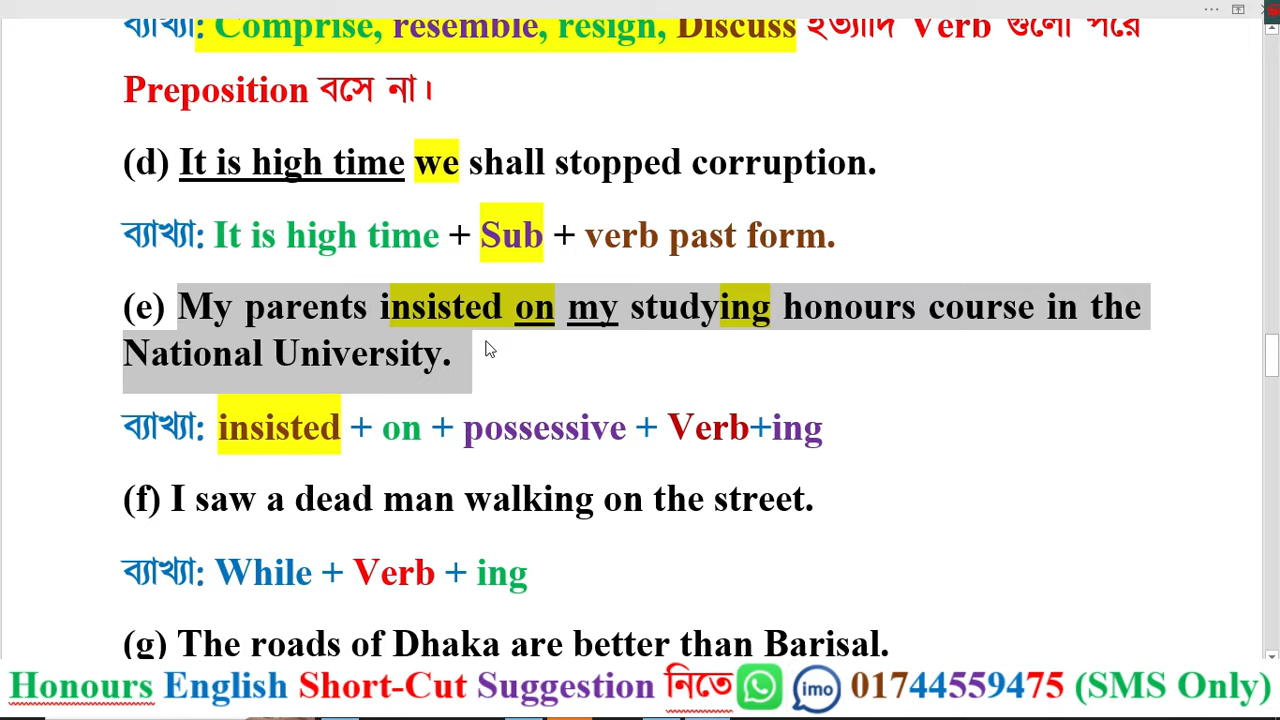 ব্যাখ্যা: Comprise, resemble, resign, Discuss ইত্যাদি Verb গুলো পরে
Preposition বসে না।
(d) It is high time we shall stopped corruption.
ব্যাখ্যা: It is high time + Sub + verb past form.
(e) My parents insisted on my studying honours course in the
National University.
ব্যাখ্যা: insisted + on + possessive + Verb+ing
(f) I saw a dead man walking on the street.
ব্যাখ্যা: While + Verb + ing
(g) The roads of Dhaka are better than Barisal.
Honours English Short-Cut Suggestion নিতে imo 01744559475 (SMS Only)